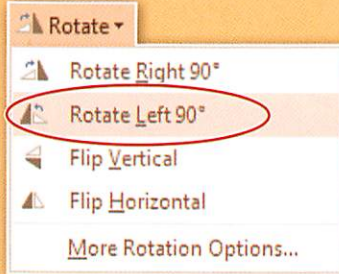 Rotate
Rotate Right 90°
Rotate Left 90°
Flip Vertical
Flip Horizontal
More Rotation Options...